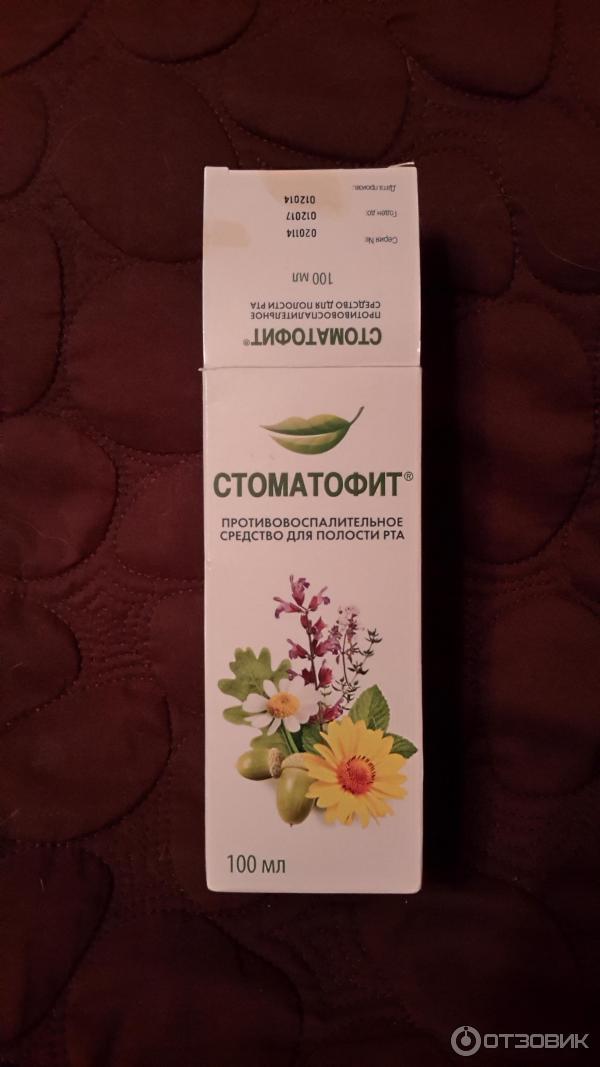 Дата произв.:
012014
Годен до:
012017
Серия №:
020114
100 мл
СРЕДСТВО ДЛЯ ПОЛОСТИ РТА
ПРОТИВОВОСПАЛИТЕЛЬНОЕ
СТОМАТОФИТ®
СТОМАТОФИТ®
ПРОТИВОВОСПАЛИТЕЛЬНОЕ
СРЕДСТВО ДЛЯ ПОЛОСТИ РТА
100 мл
ОТЗОВИК